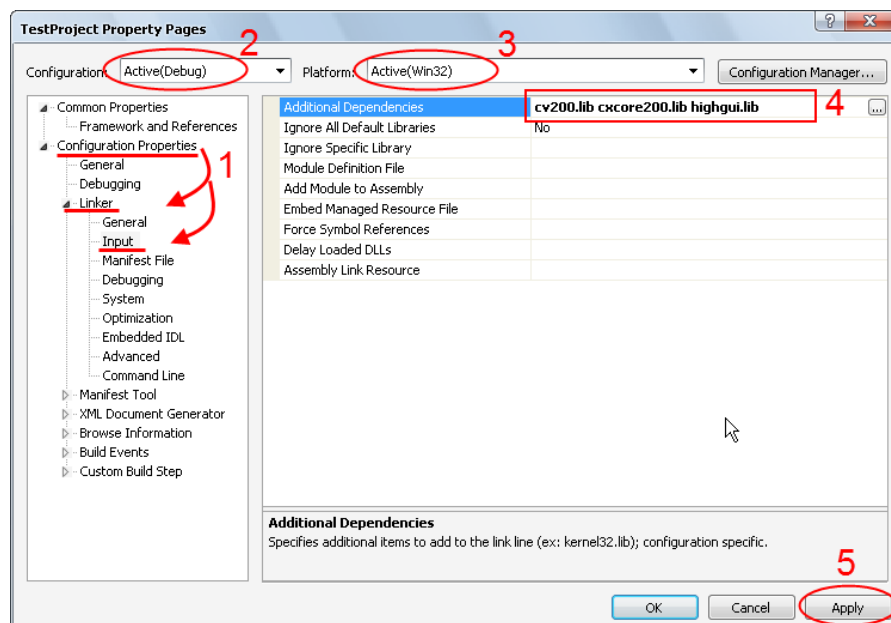 TestProject Property Pages
2
3
Configuration: Active(Debug) Platform: Active(Win32) Configuration Manager...
Common Properties
Framework and References
Configuration Properties
1
General
Debugging
Linker
General
Input
Manifest File
Debugging
System
Optimization
Embedded IDL
Advanced
Command Line
Manifest Tool
XML Document Generator
Browse Information
Build Events
Custom Build Step
Additional Dependencies cv200.lib cxcore200.lib highgui.lib ... 4
Ignore All Default Libraries No
Ignore Specific Library
Module Definition File
Add Module to Assembly
Embed Managed Resource File
Force Symbol References
Delay Loaded DLLs
Assembly Link Resource
Additional Dependencies
Specifies additional items to add to the link line (ex: kernel32.lib); configuration specific.
5
OK Cancel Apply